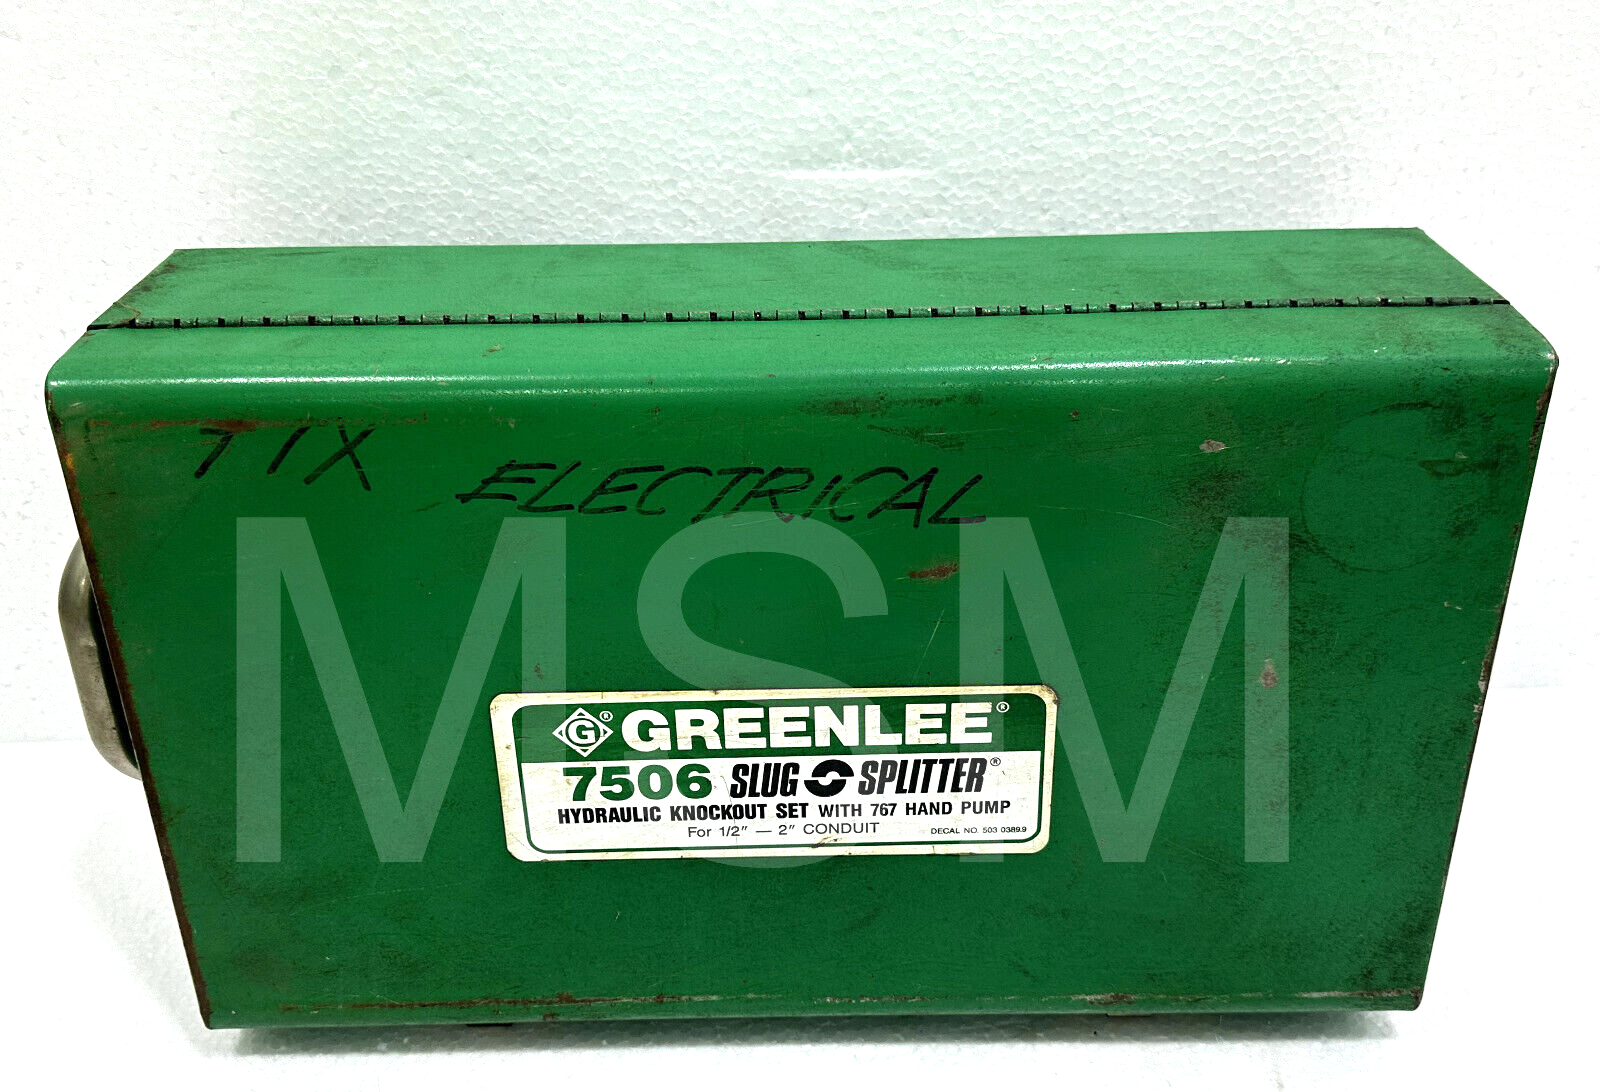 TIX ELECTRICAL
MSM
G® GREENLEE®
7506 SLUG SPLITTER®
HYDRAULIC KNOCKOUT SET WITH 767 HAND PUMP
For 1/2" — 2" CONDUIT DECAL NO. 503 0389.9